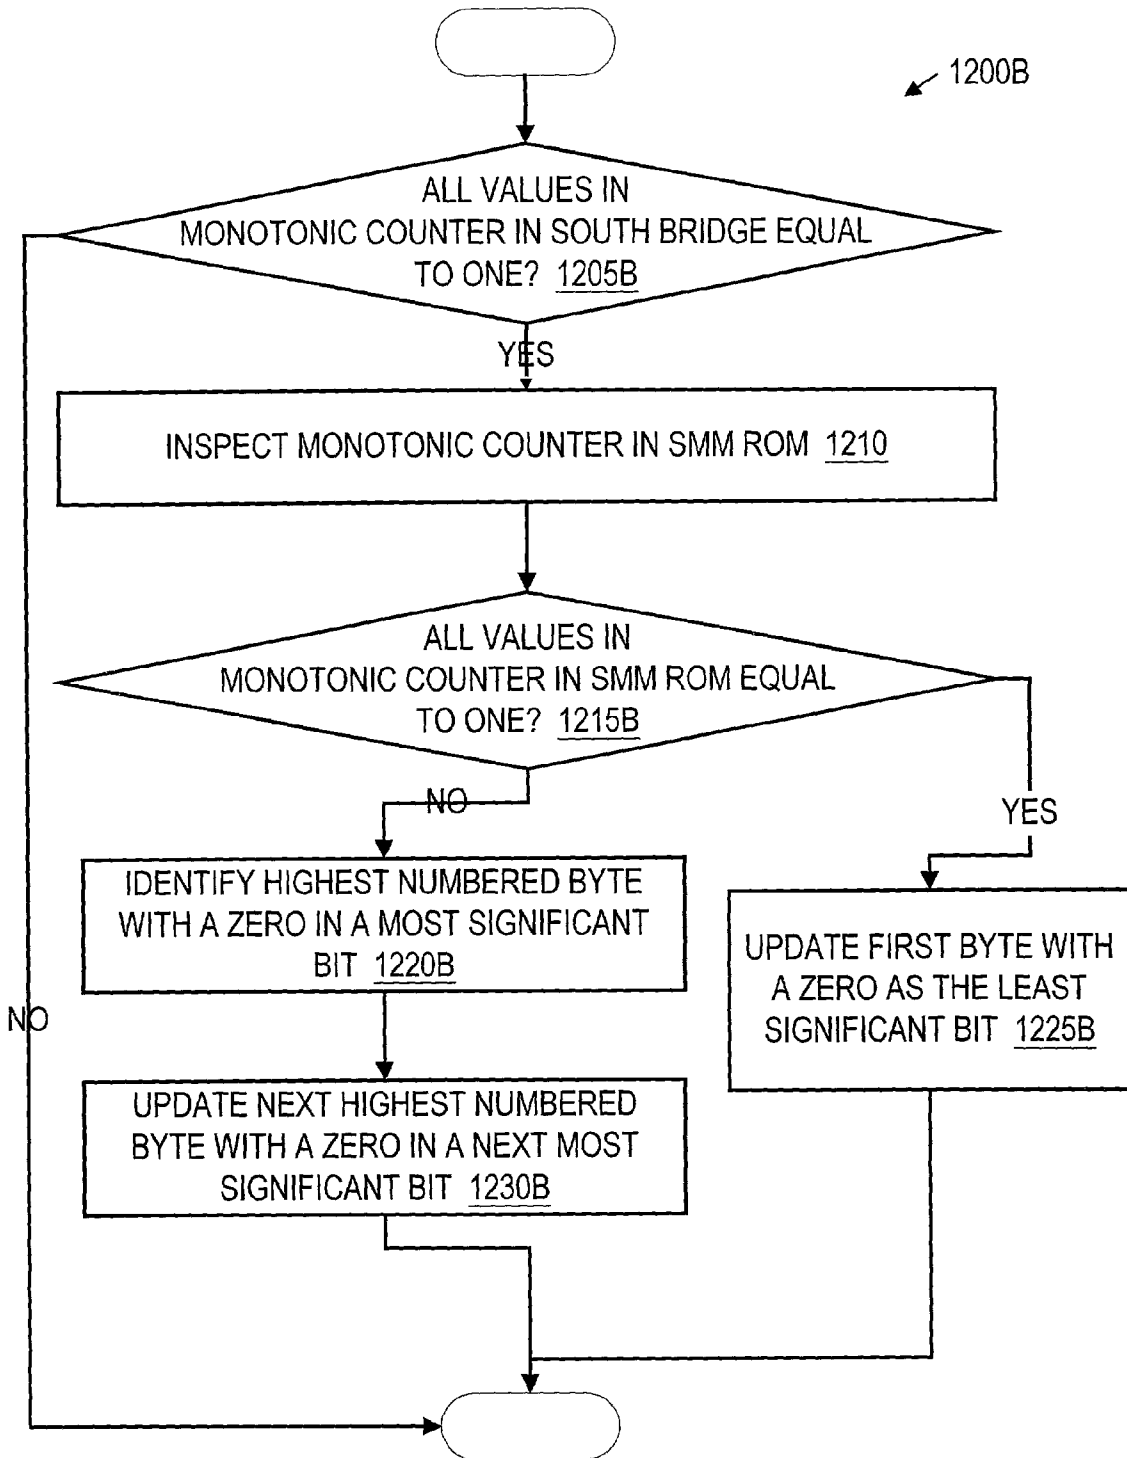 1200B
ALL VALUES IN
MONOTONIC COUNTER IN SOUTH BRIDGE EQUAL
TO ONE? 1205B
YES
INSPECT MONOTONIC COUNTER IN SMM ROM 1210
ALL VALUES IN
MONOTONIC COUNTER IN SMM ROM EQUAL
TO ONE? 1215B
NO
YES
IDENTIFY HIGHEST NUMBERED BYTE
WITH A ZERO IN A MOST SIGNIFICANT
BIT 1220B
UPDATE FIRST BYTE WITH
A ZERO AS THE LEAST
SIGNIFICANT BIT 1225B
NO
UPDATE NEXT HIGHEST NUMBERED
BYTE WITH A ZERO IN A NEXT MOST
SIGNIFICANT BIT 1230B